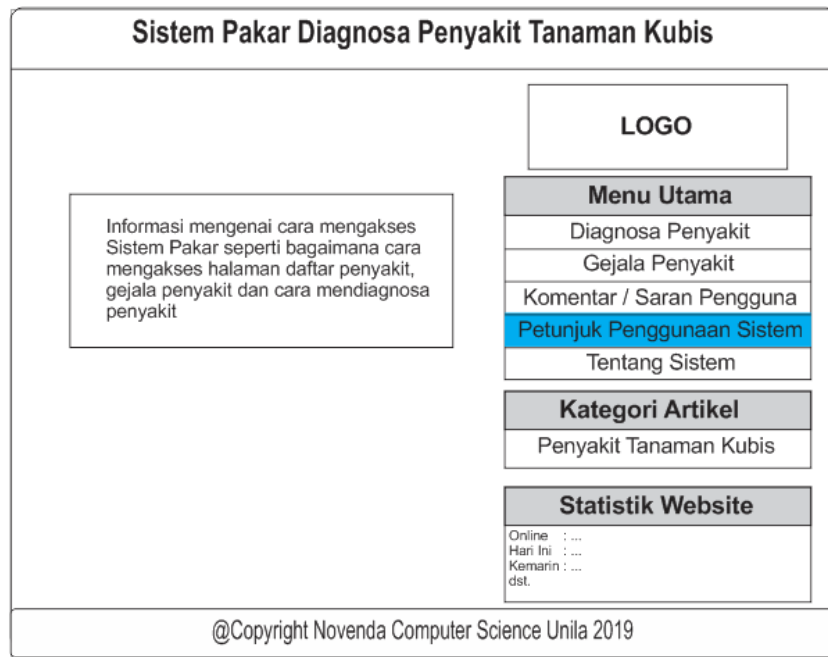 Sistem Pakar Diagnosa Penyakit Tanaman Kubis
Informasi mengenai cara mengakses
Sistem Pakar seperti bagaimana cara
mengakses halaman daftar penyakit,
gejala penyakit dan cara mendiagnosa
penyakit
LOGO
Menu Utama
Diagnosa Penyakit
Gejala Penyakit
Komentar / Saran Pengguna
Petunjuk Penggunaan Sistem
Tentang Sistem
Kategori Artikel
Penyakit Tanaman Kubis
Statistik Website
Online : ...
Hari Ini : ...
Kemarin : ...
dst.
@Copyright Novenda Computer Science Unila 2019